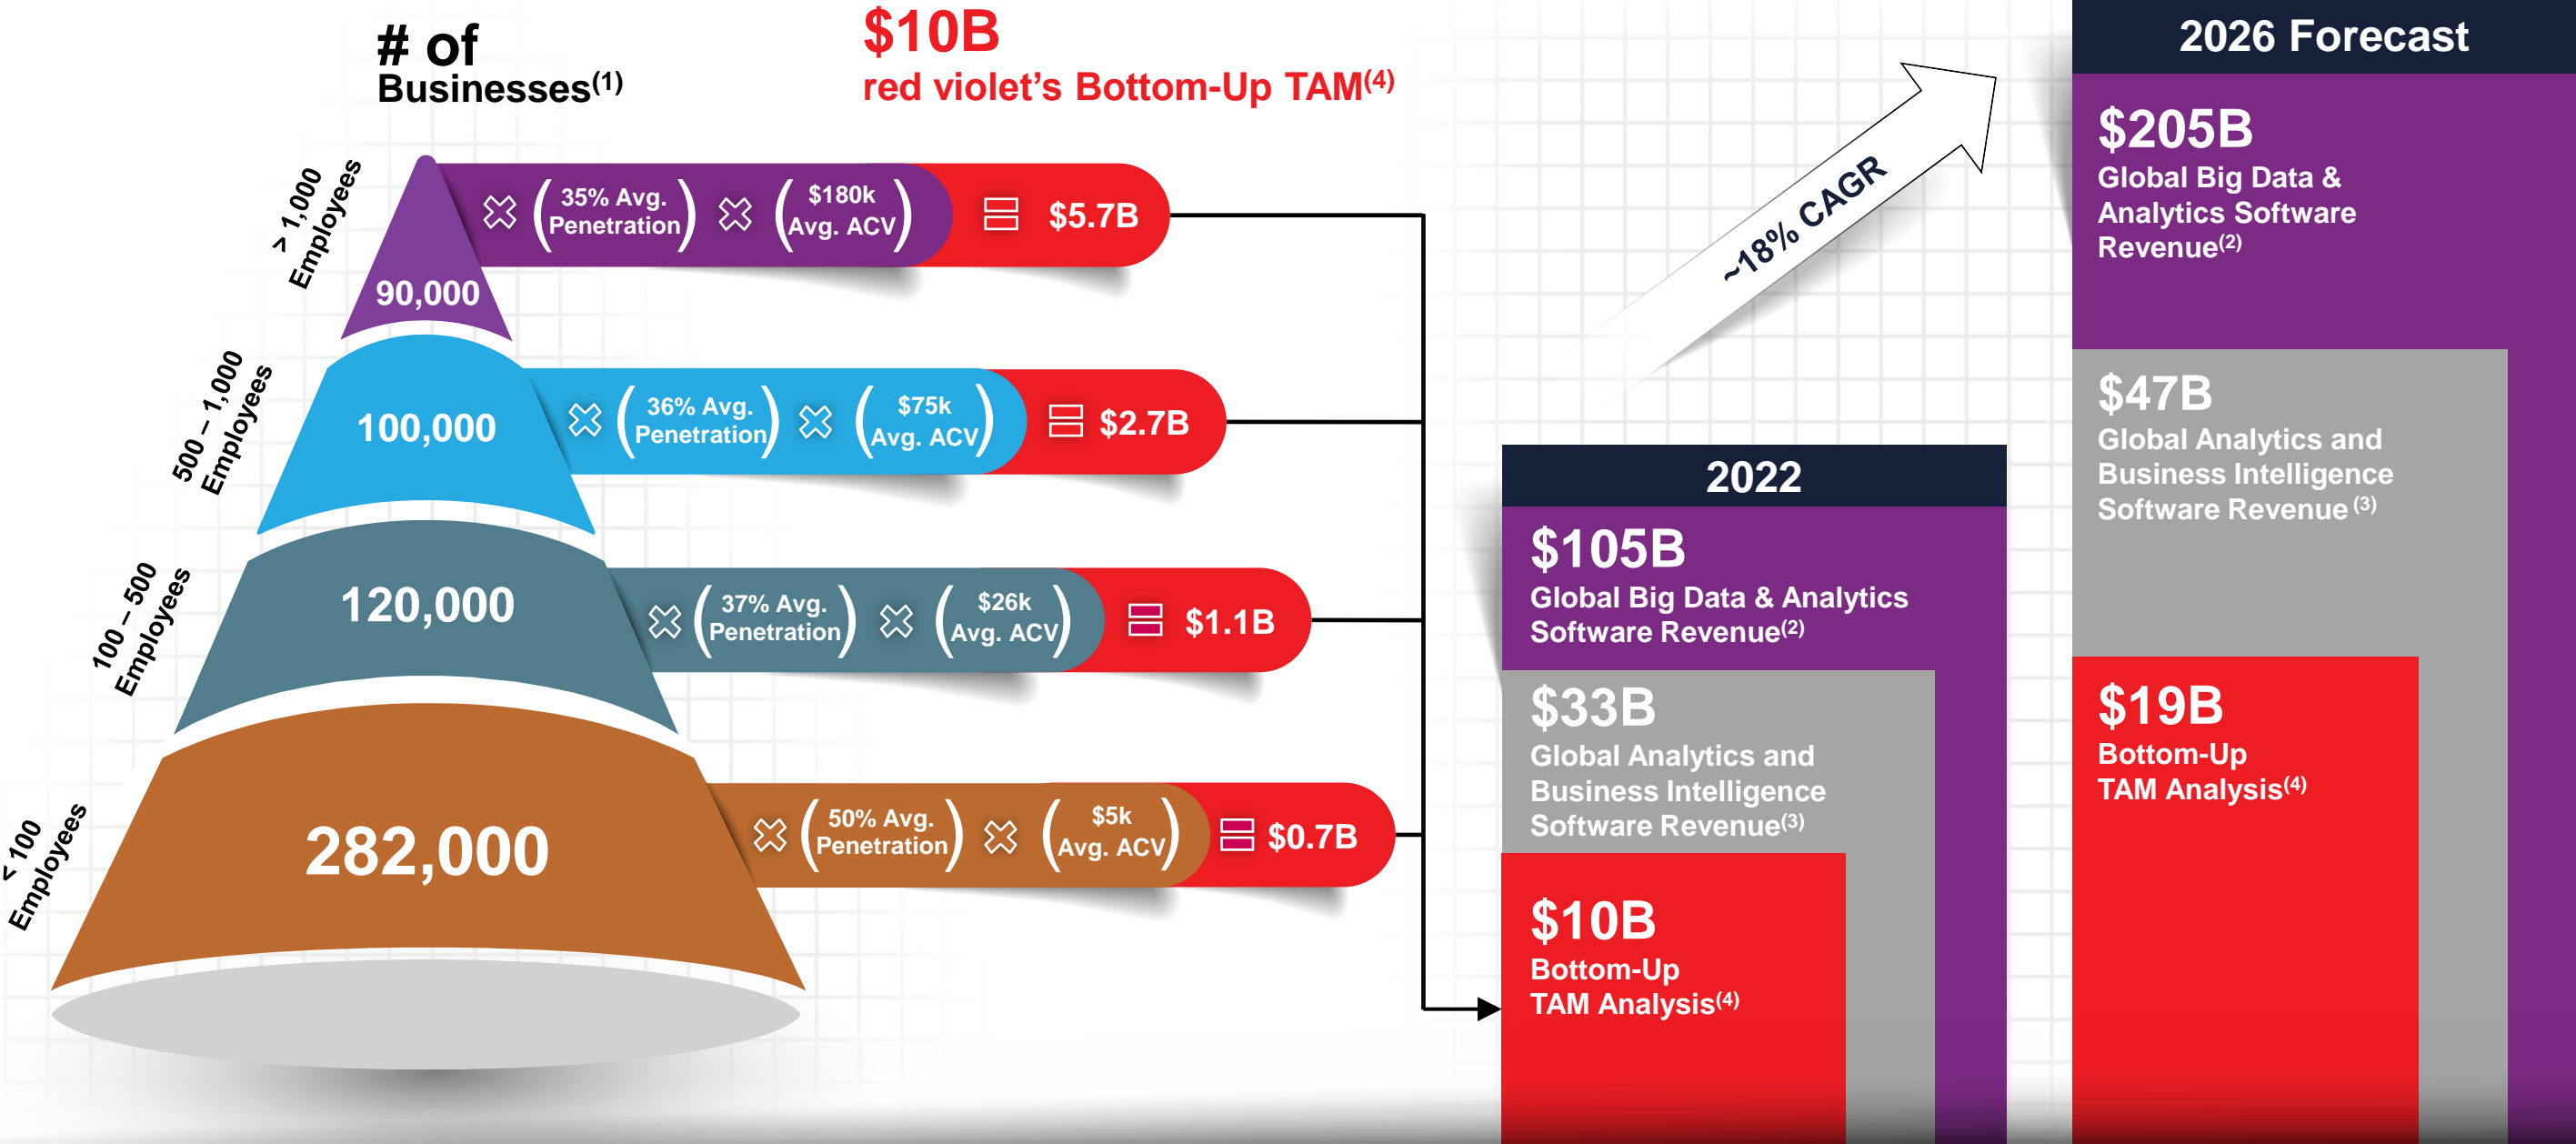 # of
Businesses(1)
$10B
red violet's Bottom-Up TAM(4)
> 1,000
Employees
90,000
35% Avg.
Penetration
$180k
Avg. ACV
$5.7B
500 – 1,000
Employees
100,000
36% Avg.
Penetration
$75k
Avg. ACV
$2.7B
100 – 500
Employees
120,000
37% Avg.
Penetration
$26k
Avg. ACV
$1.1B
< 100
Employees
282,000
50% Avg.
Penetration
$5k
Avg. ACV
$0.7B
~18% CAGR
2022
$105B
Global Big Data & Analytics
Software Revenue(2)
$33B
Global Analytics and
Business Intelligence
Software Revenue(3)
$10B
Bottom-Up
TAM Analysis(4)
2026 Forecast
$205B
Global Big Data &
Analytics Software
Revenue(2)
$47B
Global Analytics and
Business Intelligence
Software Revenue (3)
$19B
Bottom-Up
TAM Analysis(4)